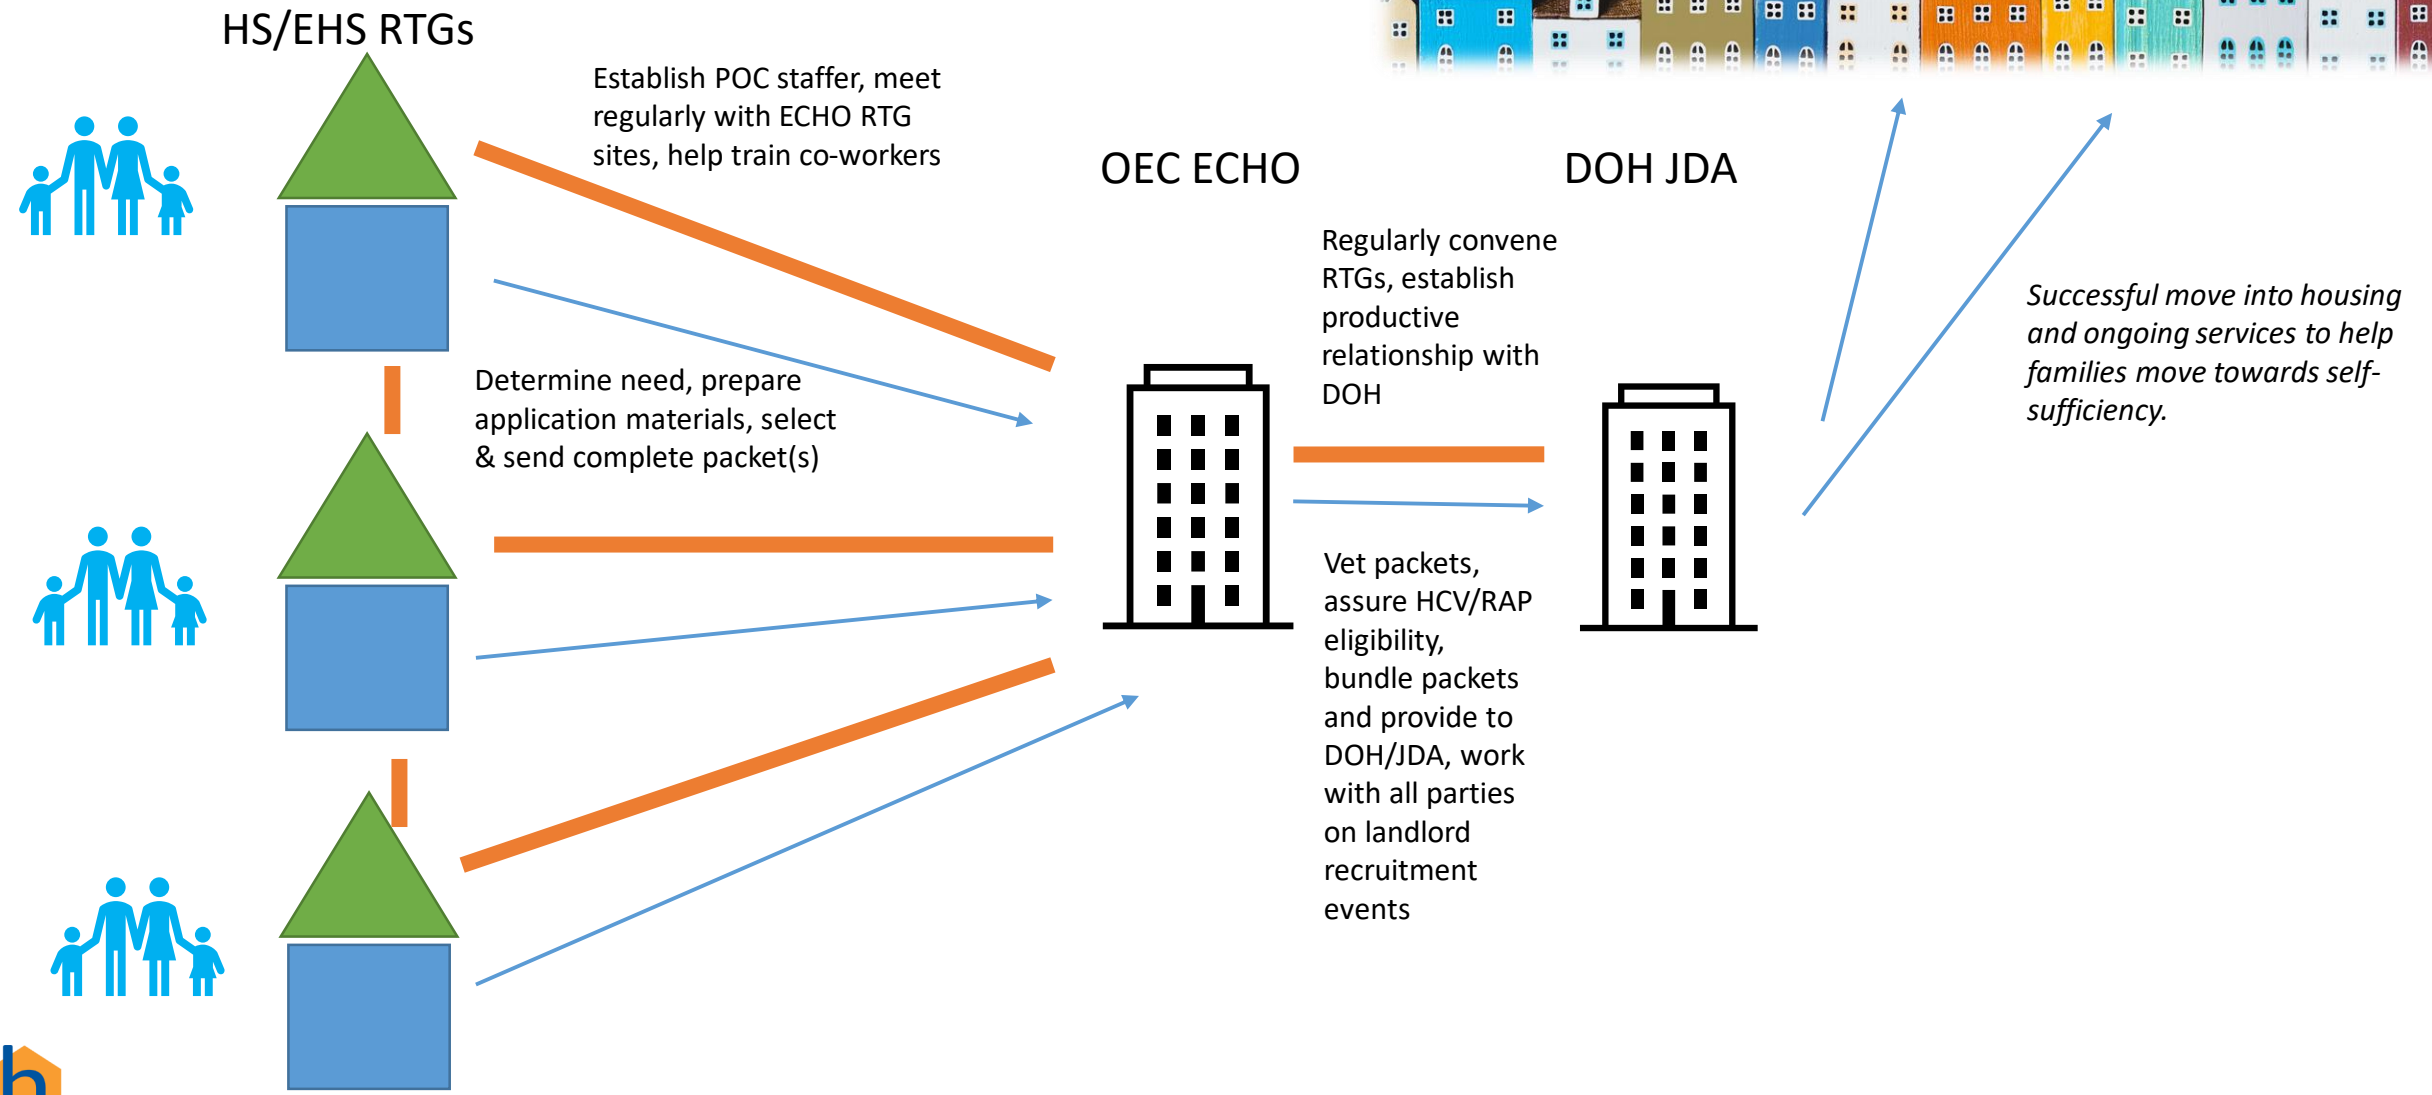 HS/EHS RTGs
Establish POC staffer, meet
regularly with ECHO RTG
sites, help train co-workers
Determine need, prepare
application materials, select
& send complete packet(s)
OEC ECHO
DOH JDA
Regularly convene
RTGs, establish
productive
relationship with
DOH
Vet packets,
assure HCV/RAP
eligibility,
bundle packets
and provide to
DOH/JDA, work
with all parties
on landlord
recruitment
events
Successful move into housing
and ongoing services to help
families move towards self-
sufficiency.
h